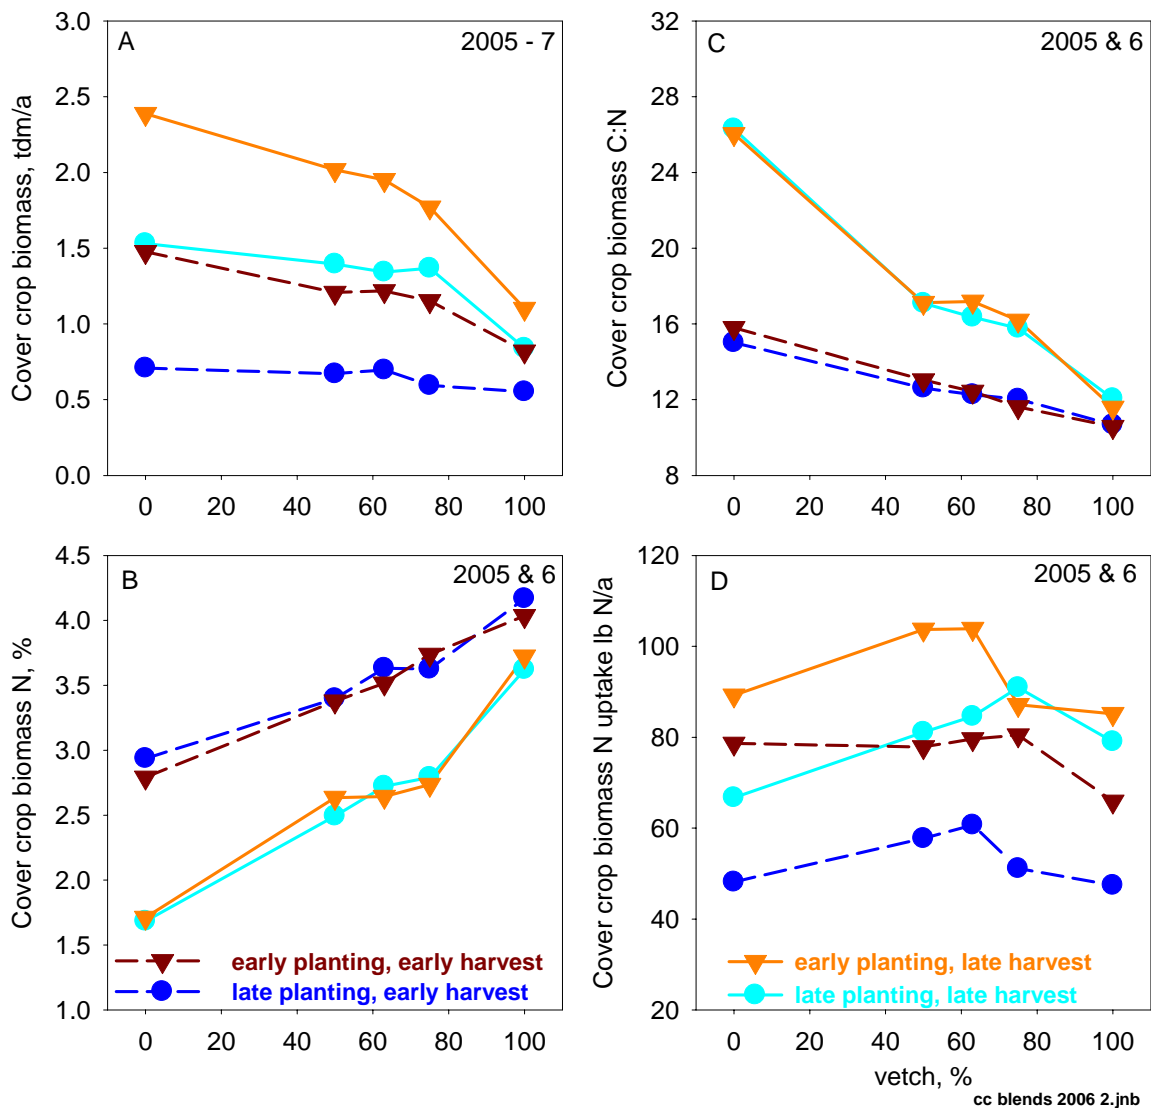 A
2005 - 7
Cover crop biomass, tdm/a
3.0
2.5
2.0
1.5
1.0
0.5
0.0
0 20 40 60 80 100
C
2005 & 6
Cover crop biomass C:N
32
28
24
20
16
12
8
0 20 40 60 80 100
B
2005 & 6
Cover crop biomass N, %
4.5
4.0
3.5
3.0
2.5
2.0
1.5
1.0
early planting, early harvest
late planting, early harvest
0 20 40 60 80 100
D
2005 & 6
Cover crop biomass N uptake lb N/a
120
100
80
60
40
20
early planting, late harvest
late planting, late harvest
0 20 40 60 80 100
vetch, %
cc blends 2006 2.jnb